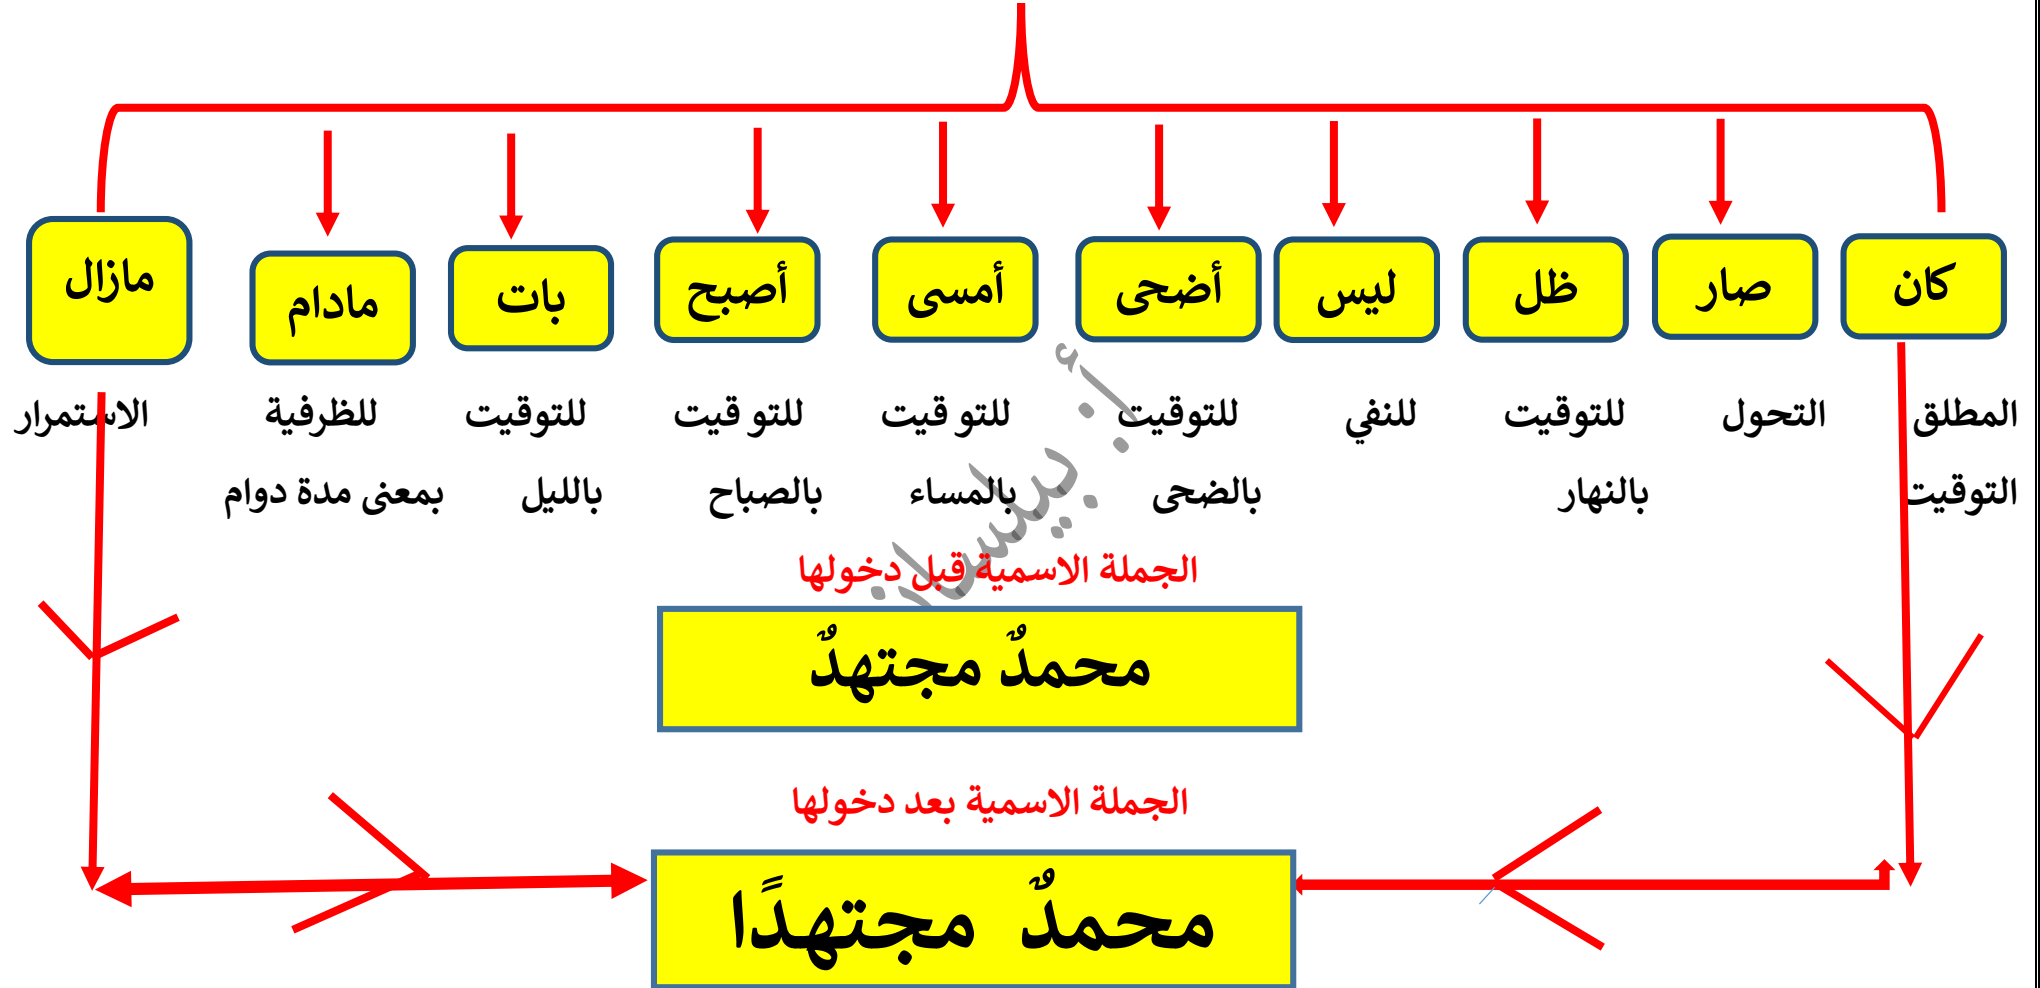 كان صار ظل ليس أضحى أمسى أصبح بات مادام مازال
المطلق التحول للتوقيت للنفي للتوقيت للتو قيت للتو قيت للتوقيت للظرفية الاستمرار
التوقيت بالنهار بالضحى بالمساء بالصباح بالليل بمعنى مدة دوام
أ: بيلسان
الجملة الاسمية قبل دخولها
محمدٌ مجتهدٌ
الجملة الاسمية بعد دخولها
محمدٌ مجتهدًا